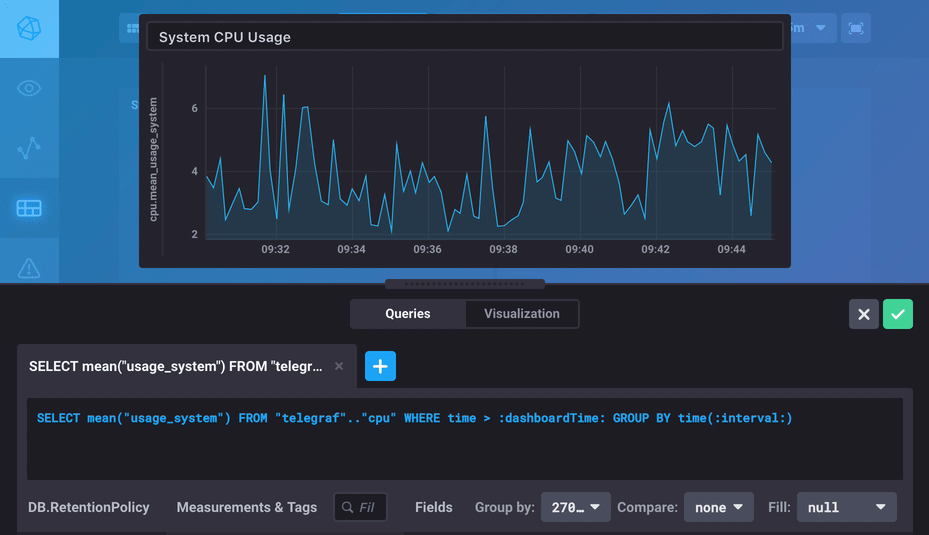 5m
S
System CPU Usage
cpu.mean_usage_system
6
4
2
09:32 09:34 09:36 09:38 09:40 09:42 09:44
Queries Visualization
SELECT mean("usage_system") FROM "telegr...
SELECT mean("usage_system") FROM "telegraf".."cpu" WHERE time > :dashboardTime: GROUP BY time(:interval:)
DB.RetentionPolicy Measurements & Tags Fil Fields Group by: 270… Compare: none Fill: null